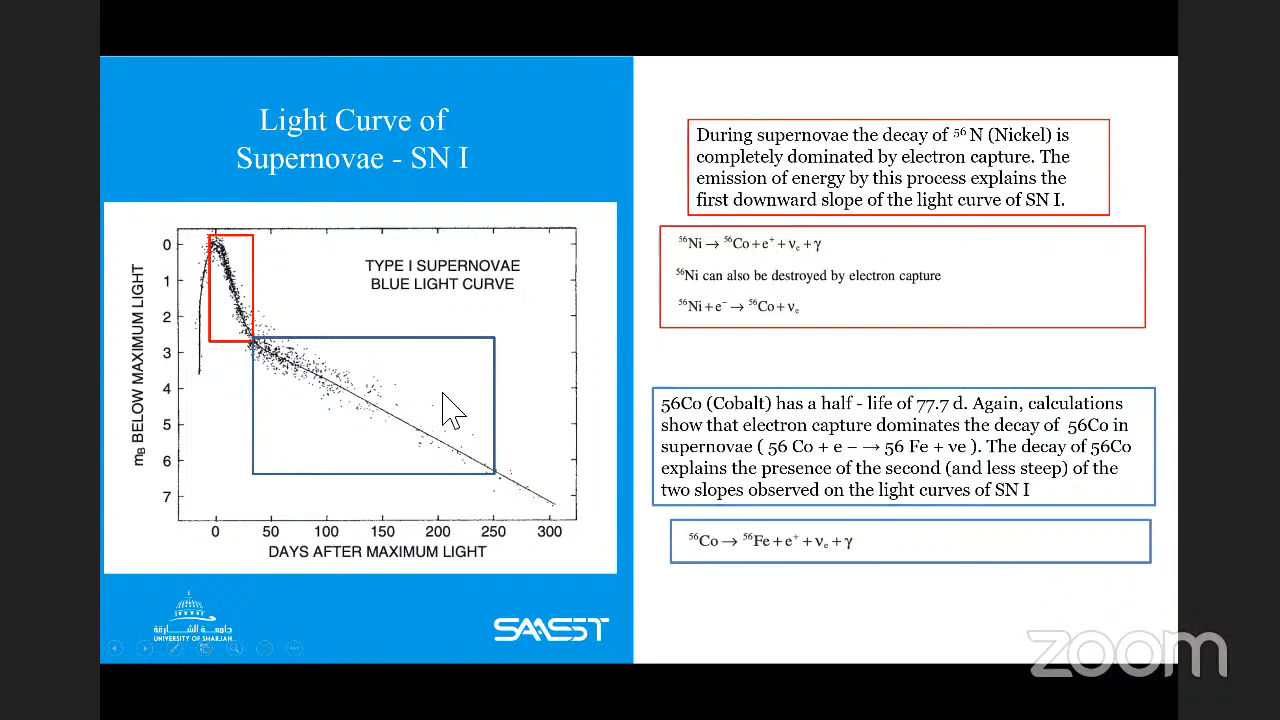 Light Curve of
Supernovae - SN I
TYPE I SUPERNOVAE
BLUE LIGHT CURVE
mB BELOW MAXIMUM LIGHT
0
1
2
3
4
5
6
7
0 50 100 150 200 250 300
DAYS AFTER MAXIMUM LIGHT
جامعة الشارقة
UNIVERSITY OF SHARJAH
SAASST
During supernovae the decay of ⁵⁶ N (Nickel) is
completely dominated by electron capture. The
emission of energy by this process explains the
first downward slope of the light curve of SN I.
⁵⁶Ni → ⁵⁶Co + e⁺ + νₑ + γ
⁵⁶Ni can also be destroyed by electron capture
⁵⁶Ni + e⁻ → ⁵⁶Co + νₑ
56Co (Cobalt) has a half - life of 77.7 d. Again, calculations
show that electron capture dominates the decay of 56Co in
supernovae ( 56 Co + e − → 56 Fe + νe ). The decay of 56Co
explains the presence of the second (and less steep) of the
two slopes observed on the light curves of SN I
⁵⁶Co → ⁵⁶Fe + e⁺ + νₑ + γ
zoom